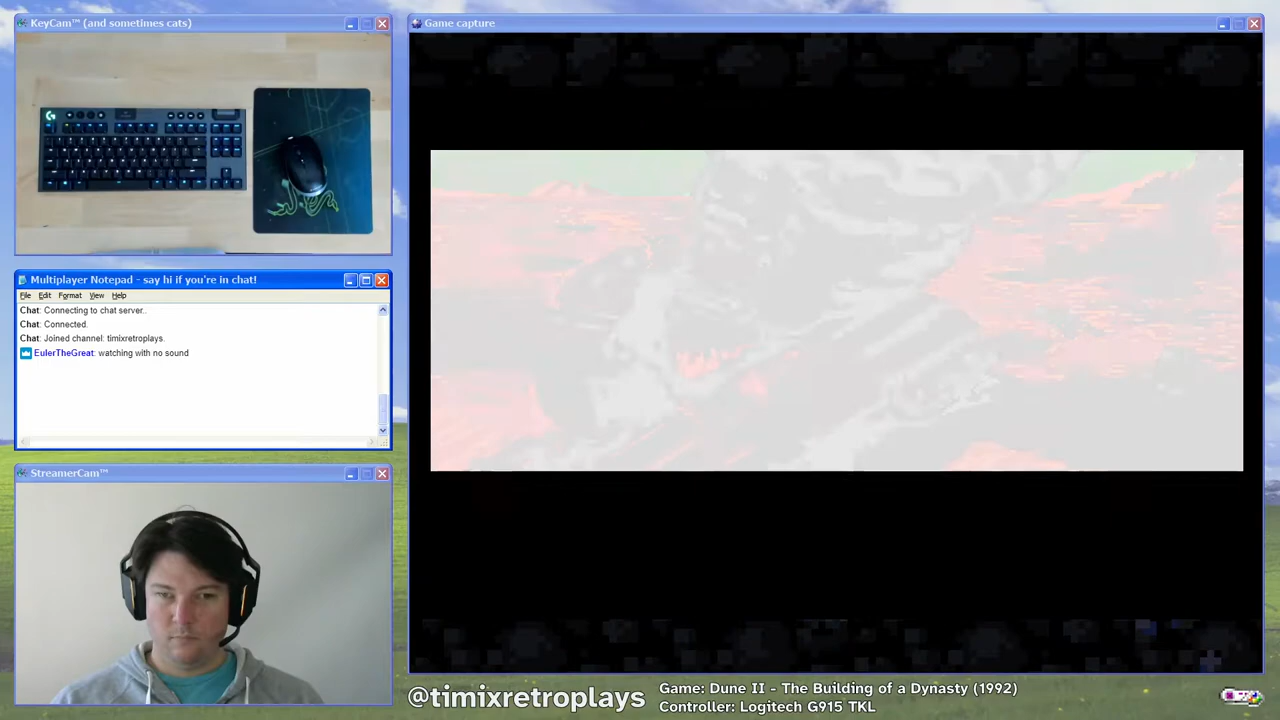 KeyCam™ (and sometimes cats)
Game capture
Multiplayer Notepad - say hi if you're in chat!
File Edit Format View Help
Chat: Connecting to chat server..
Chat: Connected.
Chat: Joined channel: timixretroplays.
EulerTheGreat: watching with no sound
StreamerCam™
@timixretroplays
Game: Dune II - The Building of a Dynasty (1992)
Controller: Logitech G915 TKL